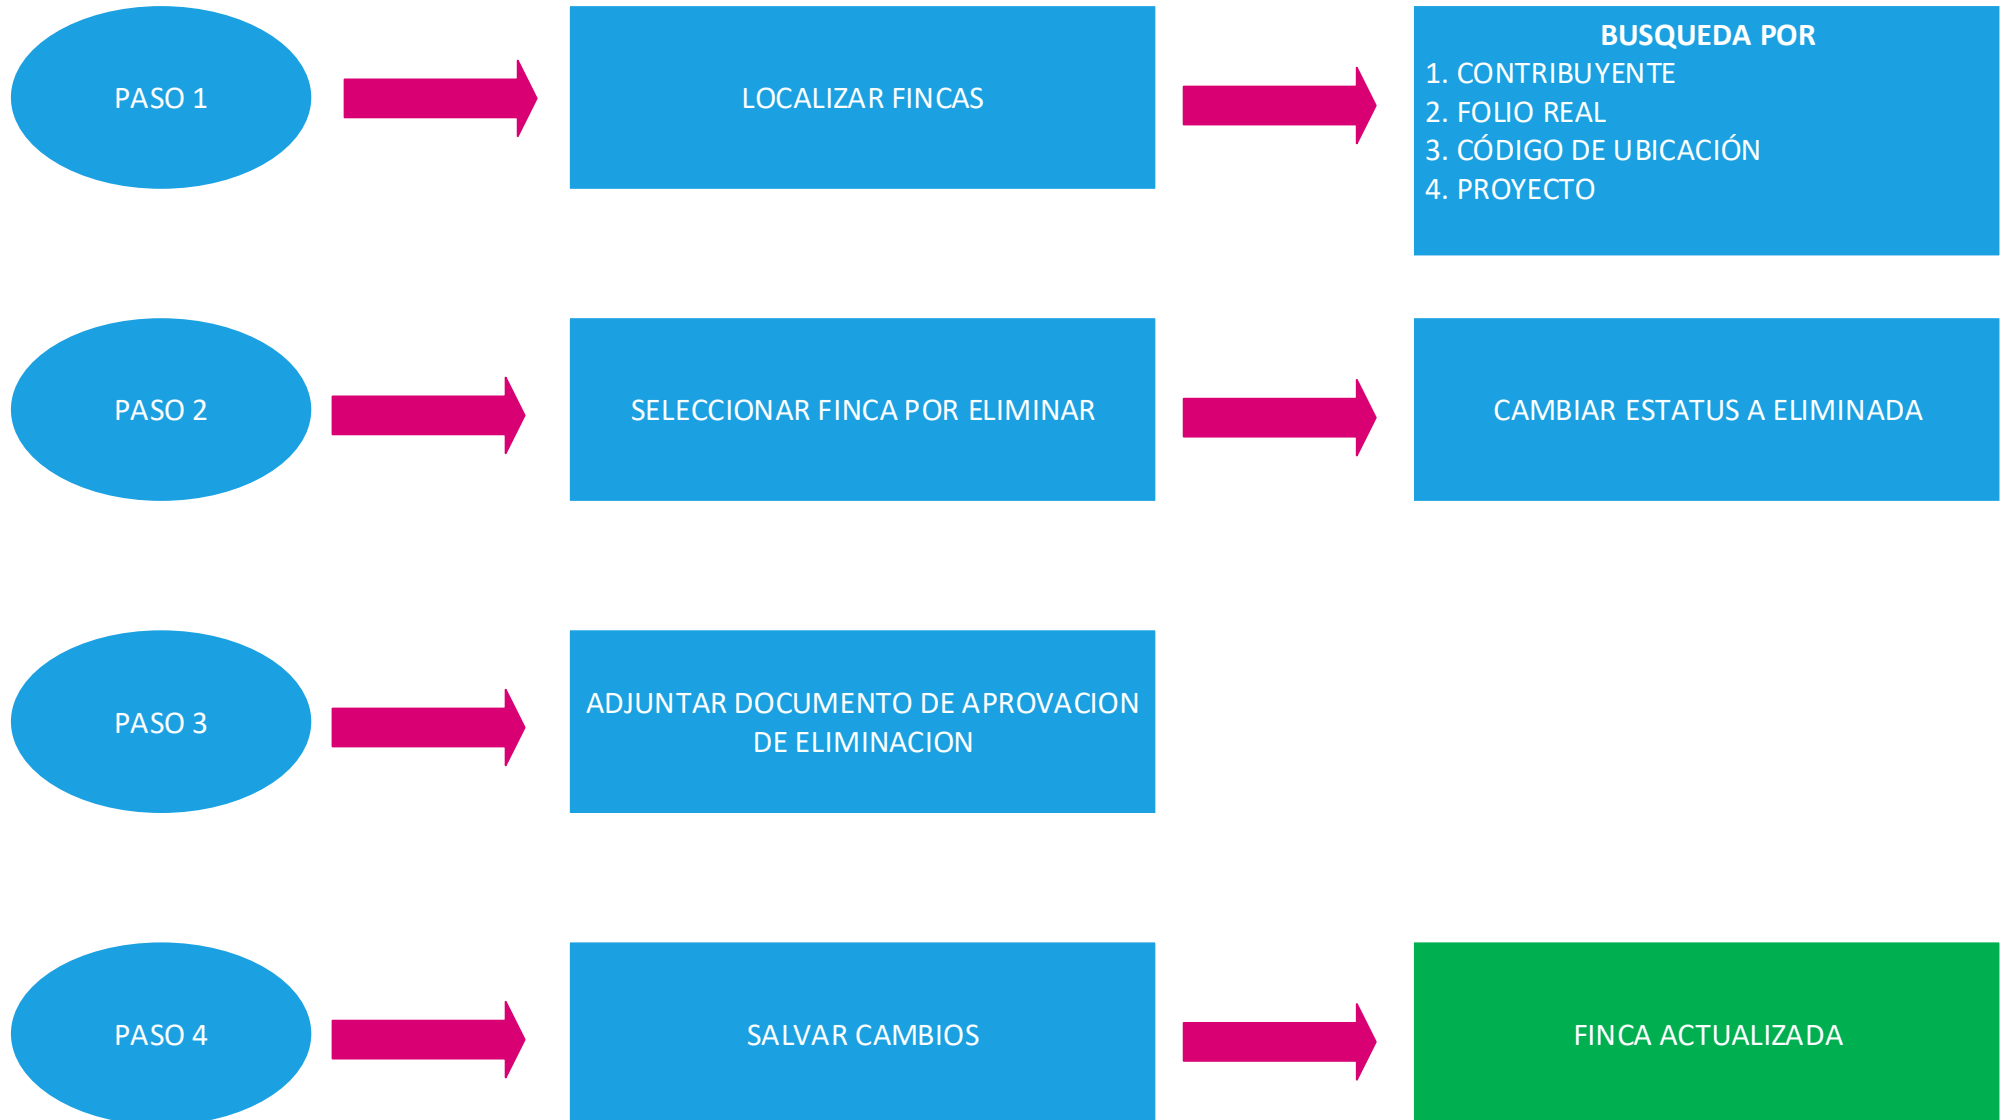 PASO 1
LOCALIZAR FINCAS
BUSQUEDA POR
1. CONTRIBUYENTE
2. FOLIO REAL
3. CÓDIGO DE UBICACIÓN
4. PROYECTO
PASO 2
SELECCIONAR FINCA POR ELIMINAR
CAMBIAR ESTATUS A ELIMINADA
PASO 3
ADJUNTAR DOCUMENTO DE APROVACION
DE ELIMINACION
PASO 4
SALVAR CAMBIOS
FINCA ACTUALIZADA